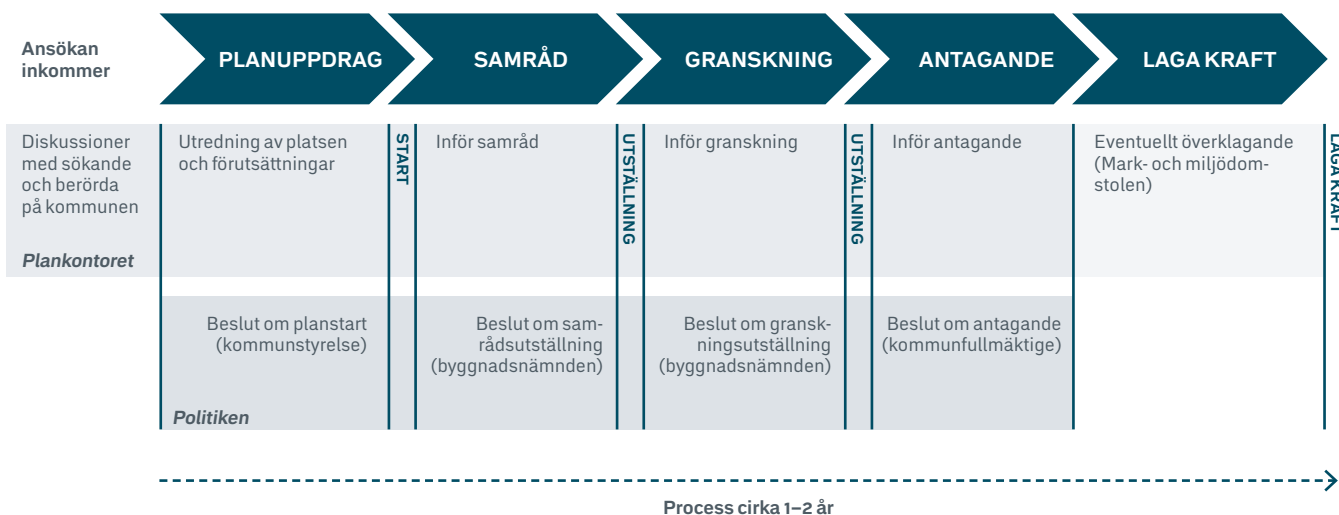 Ansökan
inkommer
PLANUPPDRAG
SAMRÅD
GRANSKNING
ANTAGANDE
LAGA KRAFT
Diskussioner
med sökande
och berörda
på kommunen
Plankontoret
Utredning av platsen
och förutsättningar
START
Inför samråd
UTSTÄLLNING
Inför granskning
UTSTÄLLNING
Inför antagande
Eventuellt överklagande
(Mark- och miljödom-
stolen)
LAGA KRAFT
Beslut om planstart
(kommunstyrelse)
Politiken
Beslut om sam-
rådsutställning
(byggnadsnämnden)
Beslut om gransk-
ningsutställning
(byggnadsnämnden)
Beslut om antagande
(kommunfullmäktige)
Process cirka 1–2 år